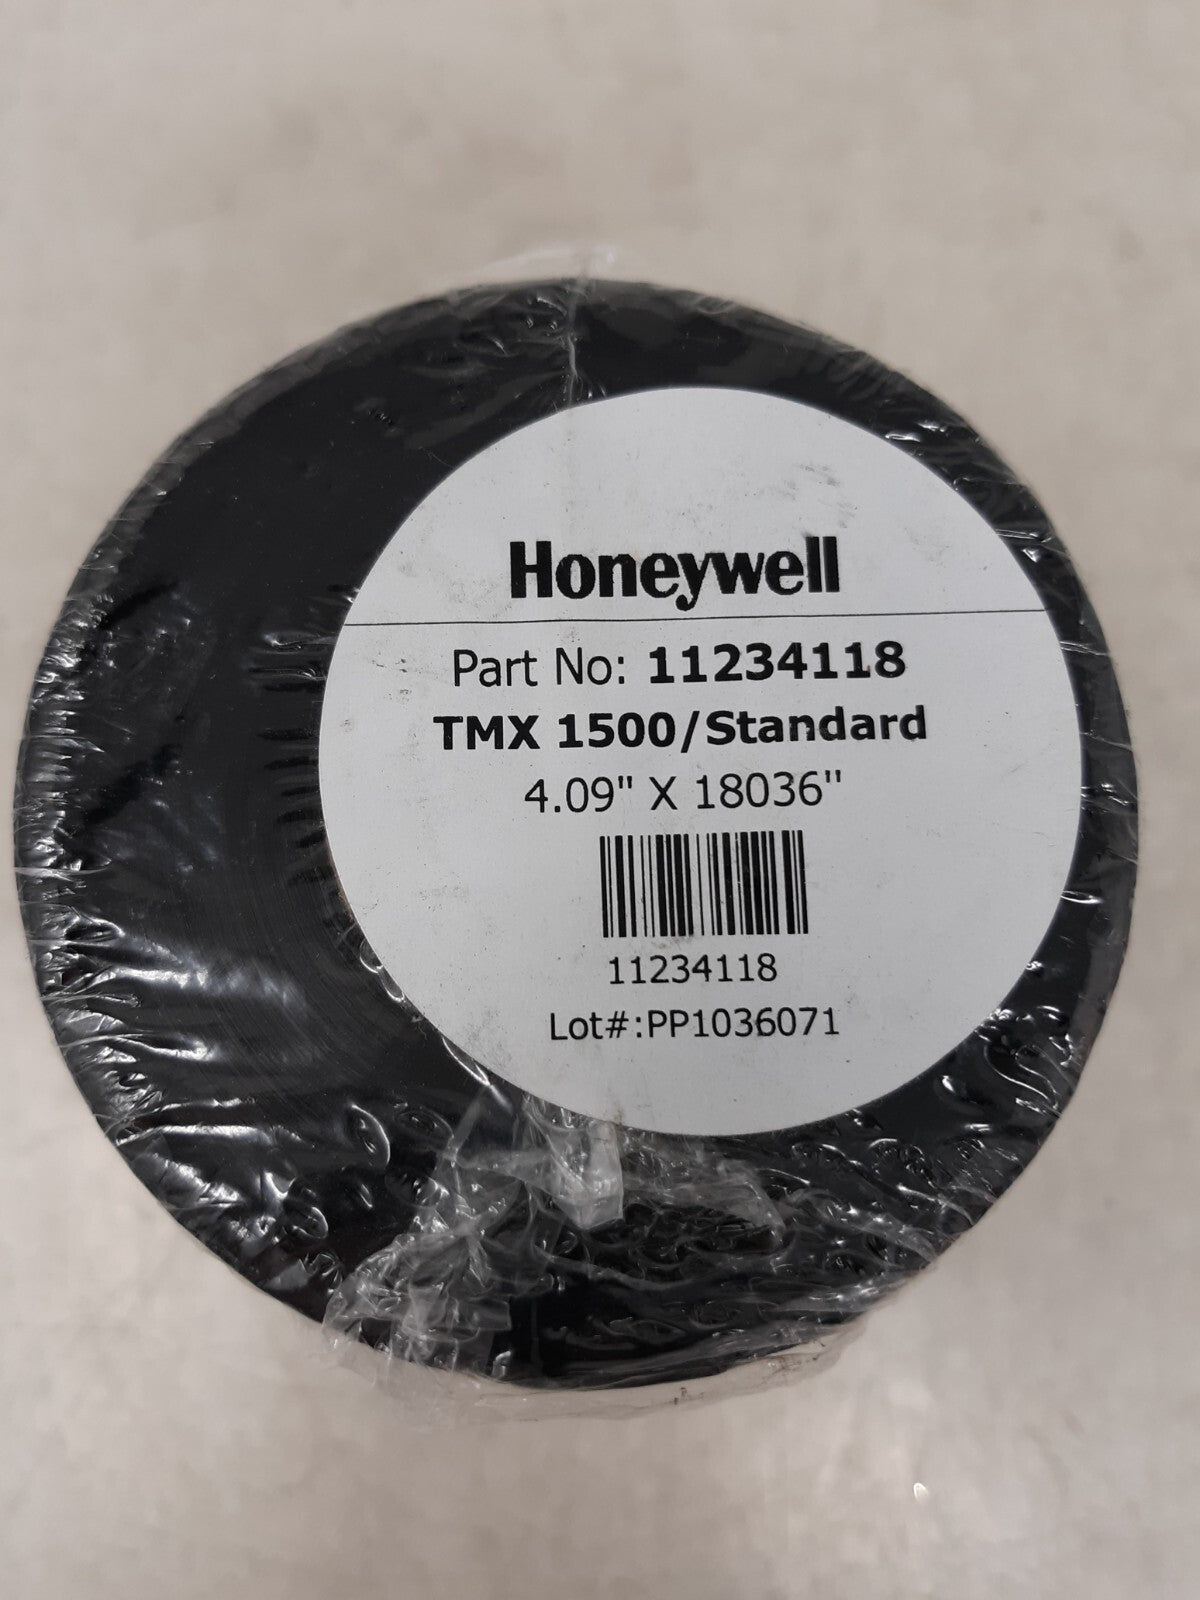 Honeywell
Part No: 11234118
TMX 1500/Standard
4.09" X 18036"
11234118
Lot#:PP1036071